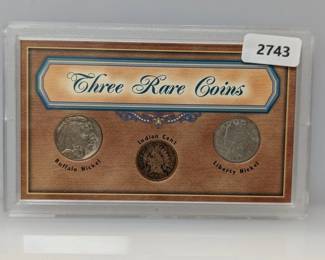 2743
Three Rare Coins
Buffalo Nickel
Indian Cent
Liberty Nickel